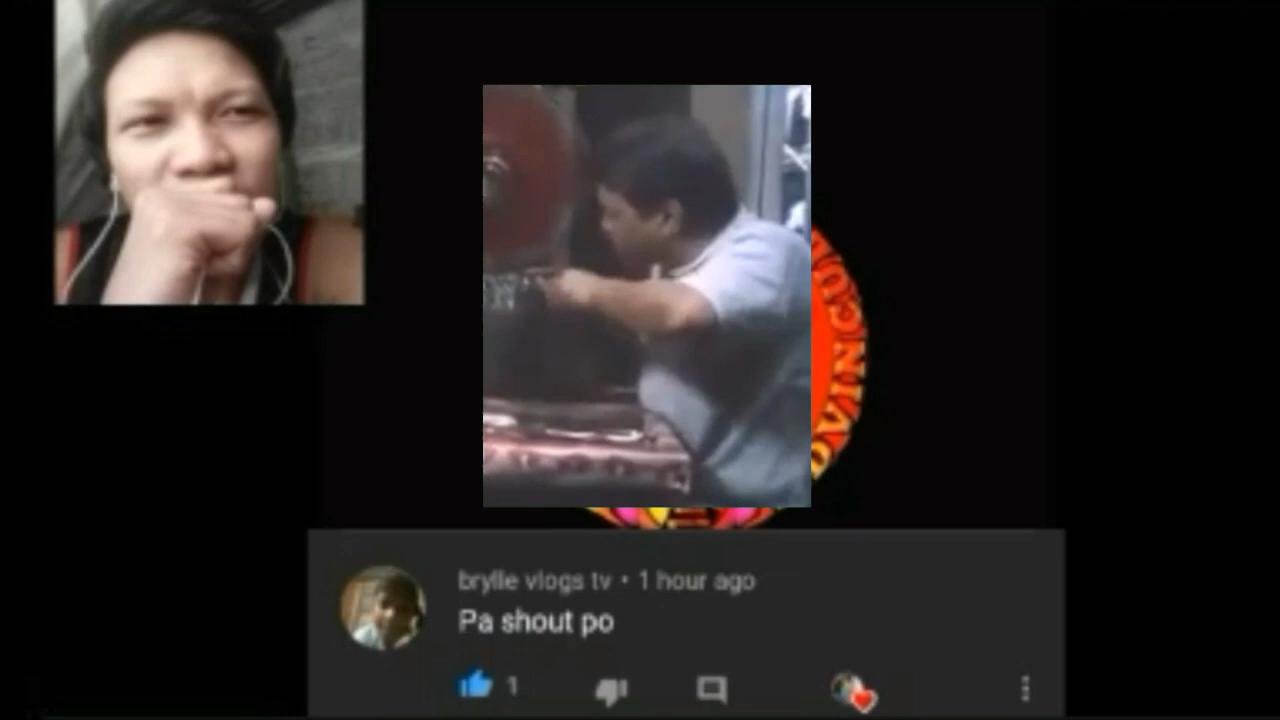 brylle vlogs tv • 1 hour ago
Pa shout po
1